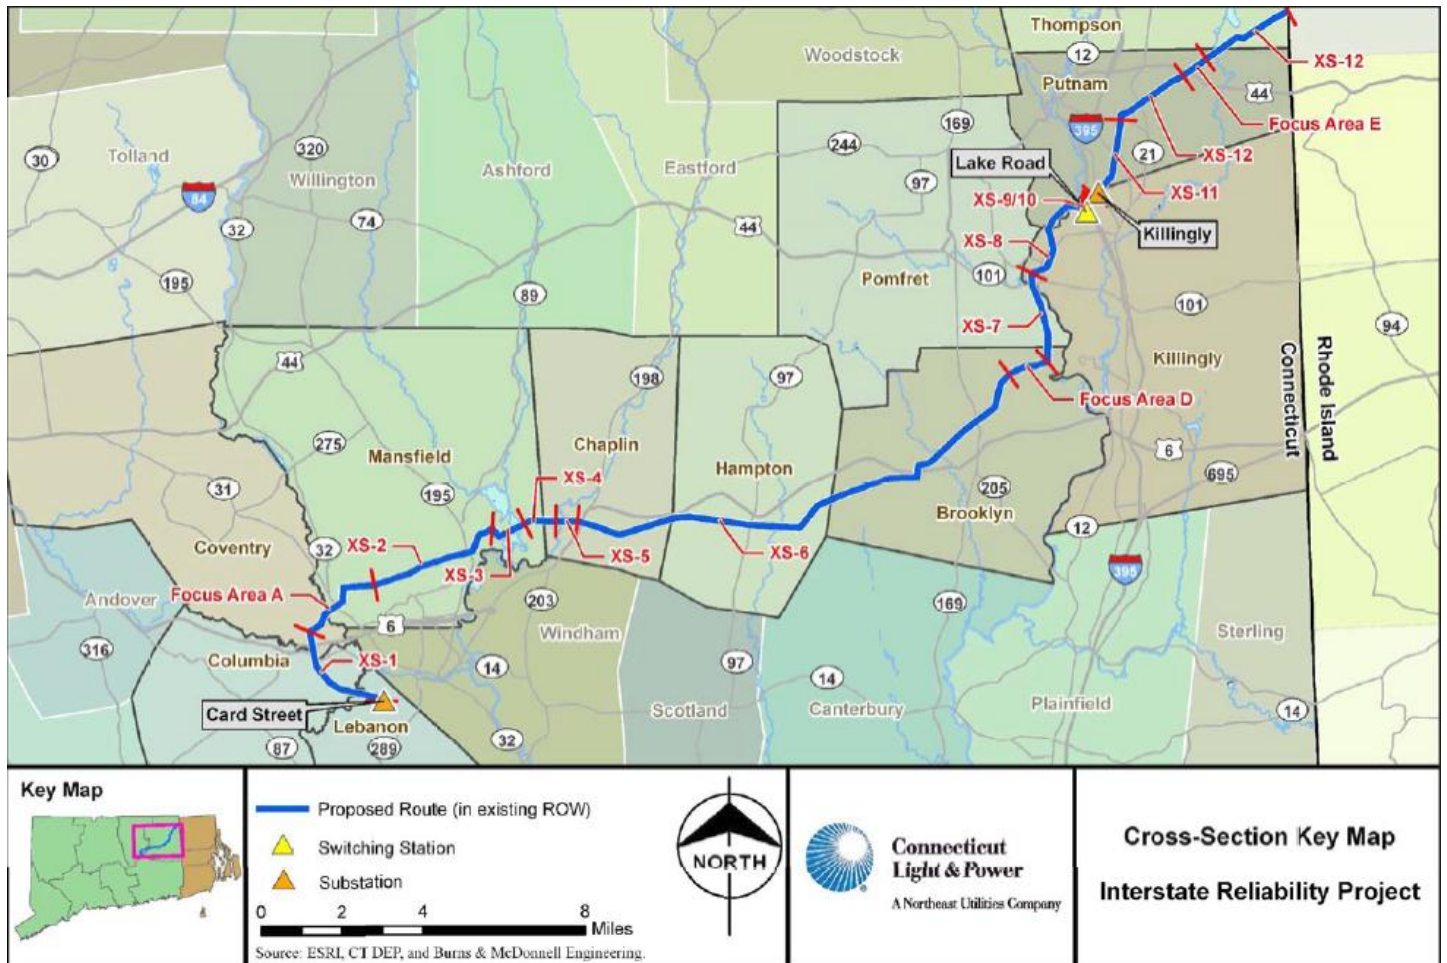 Thompson
Woodstock
12
XS-12
Putnam
44
169
395
Focus Area E
320
244
30
Tolland
Ashford
Eastford
Lake Road
21
XS-12
Willington
97
84
XS-9/10
XS-11
74
32
44
Killingly
XS-8
101
195
Pomfret
89
101
XS-7
94
44
Killingly
Rhode Island
Connecticut
198
97
Focus Area D
275
Chaplin
Mansfield
Hampton
6
XS-4
695
31
195
205
Brooklyn
12
Coventry
32
XS-2
XS-5
XS-6
XS-3
395
Focus Area A
Andover
203
169
6
Windham
Sterling
316
Columbia
XS-1
14
97
14
Plainfield
Card Street
Scotland
Canterbury
14
Lebanon
87
289
32
Key Map
Proposed Route (in existing ROW)
Switching Station
Substation
0 2 4 8
Miles
Source: ESRI, CT DEP, and Burns & McDonnell Engineering.
NORTH
Connecticut
Light & Power
®
A Northeast Utilities Company
Cross-Section Key Map
Interstate Reliability Project